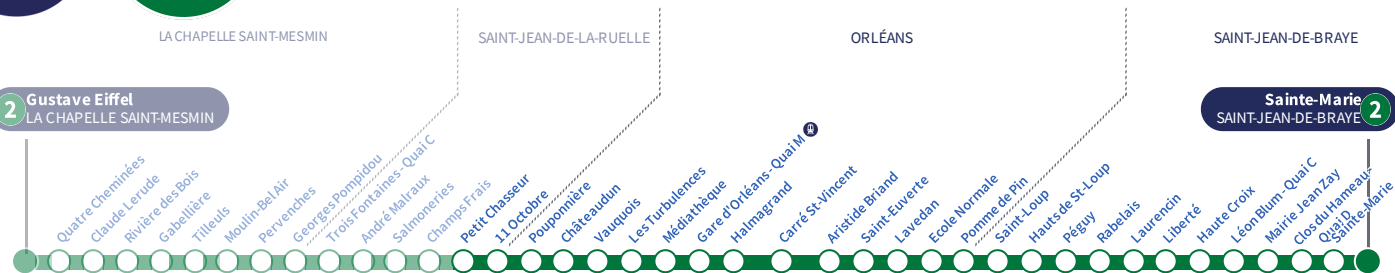 LA CHAPELLE SAINT-MESMIN
SAINT-JEAN-DE-LA-RUELLE
ORLÉANS
SAINT-JEAN-DE-BRAYE
2
Gustave Eiffel
LA CHAPELLE SAINT-MESMIN
Sainte-Marie
SAINT-JEAN-DE-BRAYE
2
Quatre Cheminées
Claude Lerude
Rivière des Bois
Gabellière
Tilleuls
Moulin-Bel Air
Pervenches
Georges Pompidou
Trois Fontaines - Quai C
André Malraux
Salmoneries
Champs Frais
Petit Chasseur
11 Octobre
Pouponnière
Châteaudun
Vauquois
Les Turbulences
Médiathèque
Gare d'Orléans - Quai M
Halmagrand
Carré St-Vincent
Aristide Briand
Saint-Euverte
Lavedan
Ecole Normale
Pomme de Pin
Saint-Loup
Hauts de St-Loup
Péguy
Rabelais
Laurencin
Liberté
Haute Croix
Léon Blum - Quai C
Mairie Jean Zay
Clos du Hameau -
Quai D
Sainte-Marie